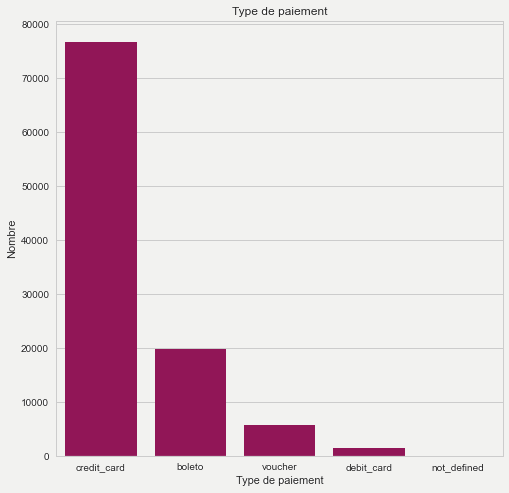 Type de paiement
80000
70000
60000
50000
40000
30000
20000
10000
0
Nombre
credit_card boleto voucher debit_card not_defined
Type de paiement